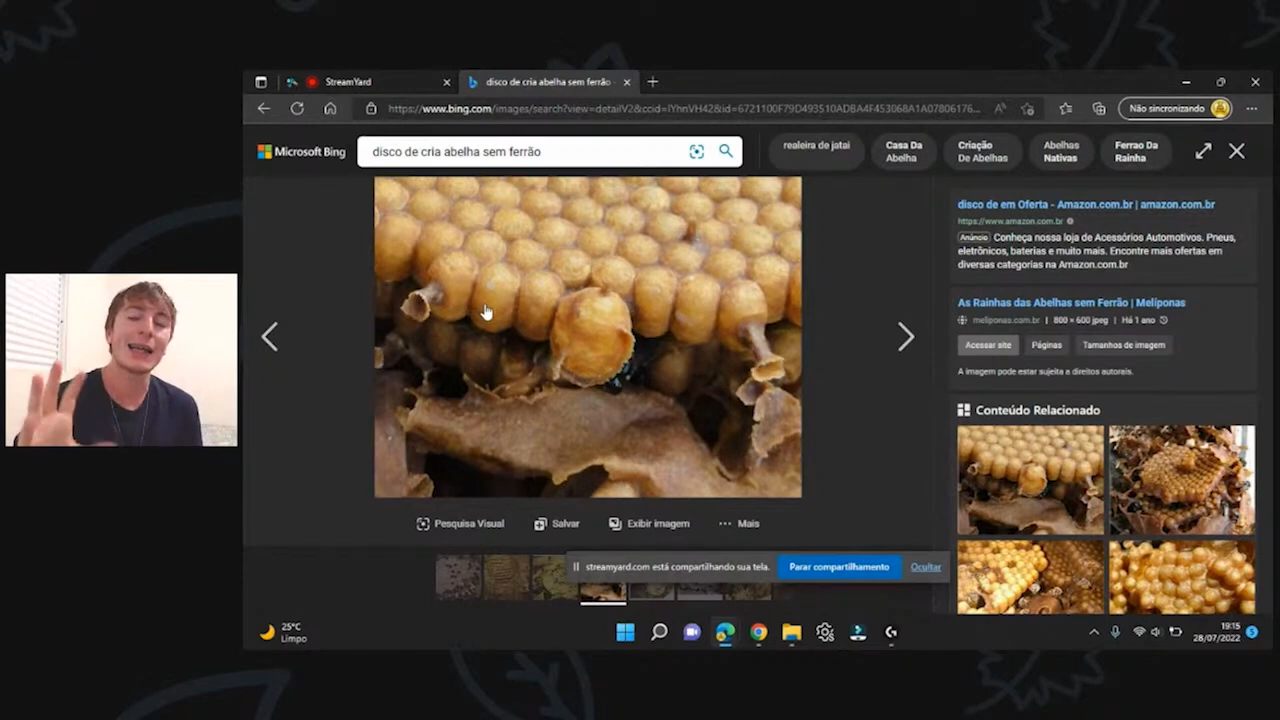 StreamYard
disco de cria abelha sem ferrão
https://www.bing.com/images/search?view=detailV2&ccid=
Não sincronizando
Microsoft Bing
disco de cria abelha sem ferrão
realeira de jatai
Casa Da
Abelha
Criação
De Abelhas
Abelhas
Nativas
Ferrao Da
Rainha
disco de em Oferta - Amazon.com.br | amazon.com.br
https://www.amazon.com.br
Anúncio Conheça nossa loja de Acessórios Automotivos. Pneus,
eletrônicos, baterias e muito mais. Encontre mais ofertas em
diversas categorias na Amazon.com.br
As Rainhas das Abelhas sem Ferrão | Melíponas
meliponas.com.br | 800 × 600 jpeg | Há 1 ano
Acessar site
Páginas
Tamanhos de imagem
A imagem pode estar sujeita a direitos autorais.
Conteúdo Relacionado
Pesquisa Visual
Salvar
Exibir imagem
Mais
streamyard.com está compartilhando sua tela.
Parar compartilhamento
Ocultar
25°C
Limpo
19:15
28/07/2022
5